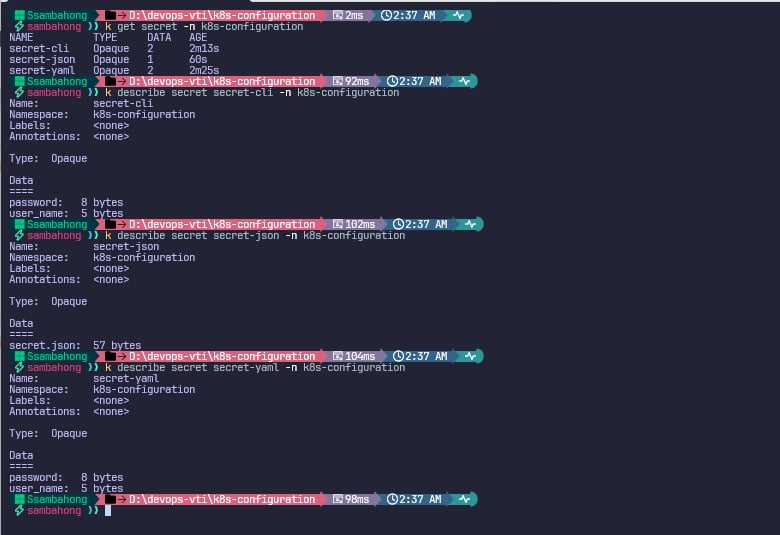 Ssambahong D:\devops-vti\k8s-configuration 2ms 2:37 AM
sambahong k get secret -n k8s-configuration
NAME TYPE DATA AGE
secret-cli Opaque 2 2m13s
secret-json Opaque 1 60s
secret-yaml Opaque 2 2m25s
Ssambahong D:\devops-vti\k8s-configuration 92ms 2:37 AM
sambahong k describe secret secret-cli -n k8s-configuration
Name: secret-cli
Namespace: k8s-configuration
Labels: <none>
Annotations: <none>
Type: Opaque
Data
====
password: 8 bytes
user_name: 5 bytes
Ssambahong D:\devops-vti\k8s-configuration 102ms 2:37 AM
sambahong k describe secret secret-json -n k8s-configuration
Name: secret-json
Namespace: k8s-configuration
Labels: <none>
Annotations: <none>
Type: Opaque
Data
====
secret.json: 57 bytes
Ssambahong D:\devops-vti\k8s-configuration 104ms 2:37 AM
sambahong k describe secret secret-yaml -n k8s-configuration
Name: secret-yaml
Namespace: k8s-configuration
Labels: <none>
Annotations: <none>
Type: Opaque
Data
====
password: 8 bytes
user_name: 5 bytes
Ssambahong D:\devops-vti\k8s-configuration 98ms 2:37 AM
sambahong